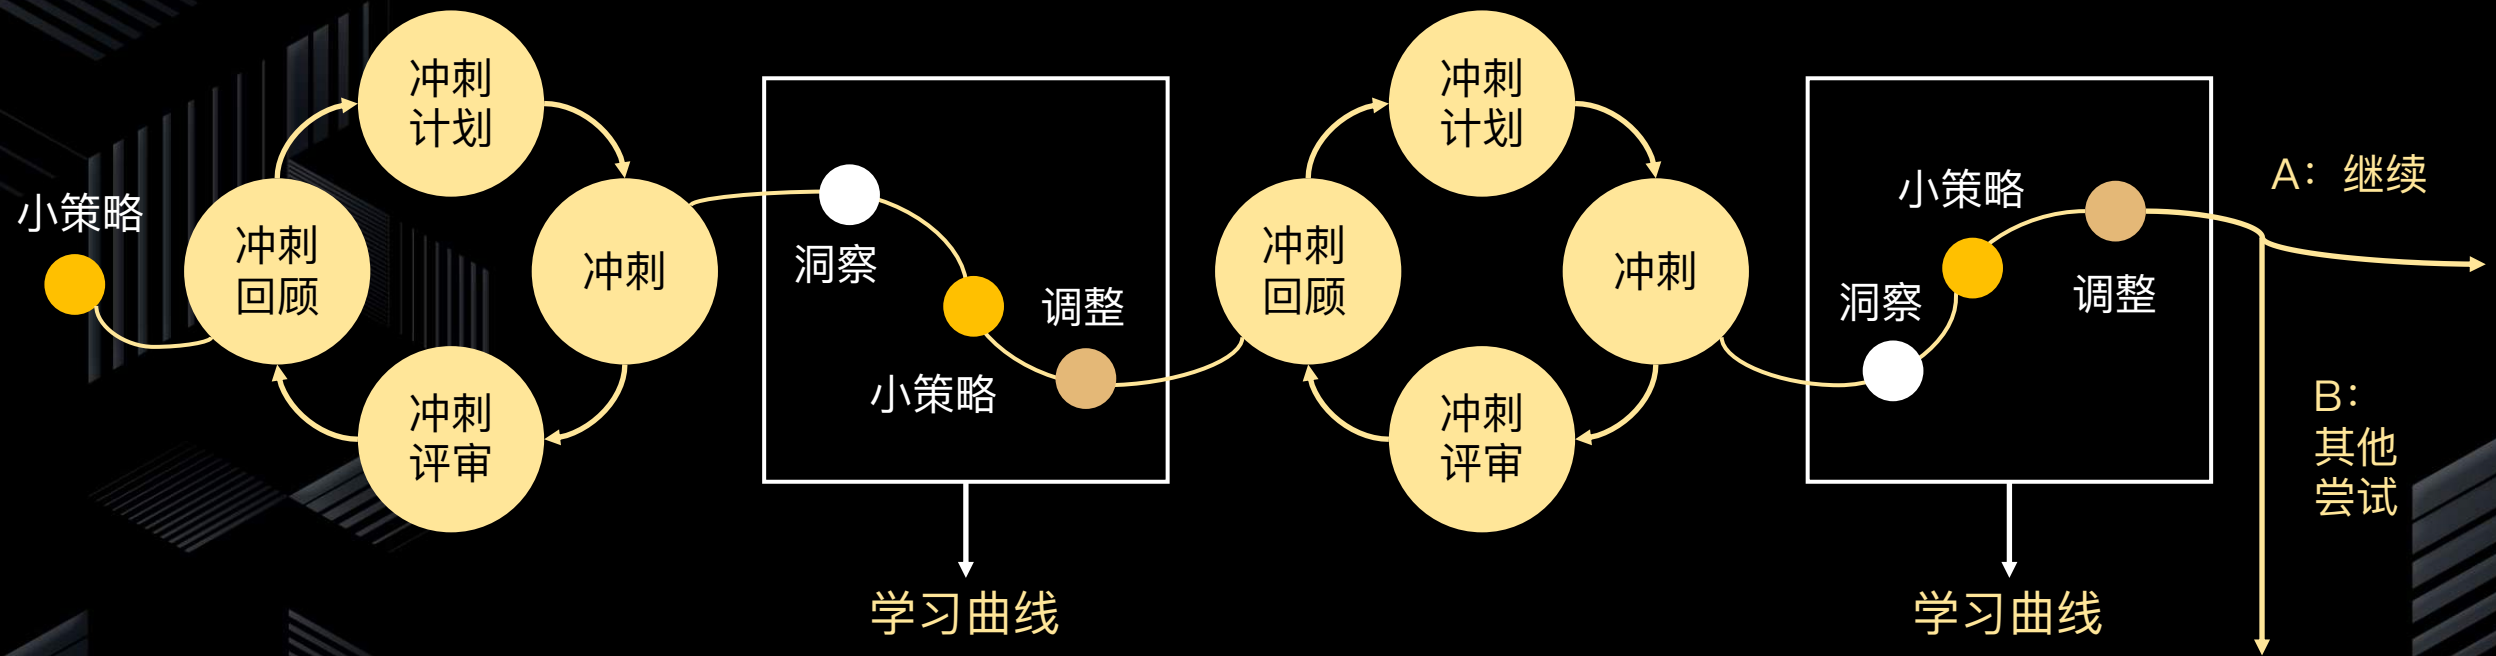 小策略
冲刺
计划
冲刺
回顾
冲刺
冲刺
评审
洞察
小策略
调整
学习曲线
冲刺
计划
冲刺
回顾
冲刺
冲刺
评审
洞察
小策略
调整
学习曲线
A：继续
B：
其他
尝试